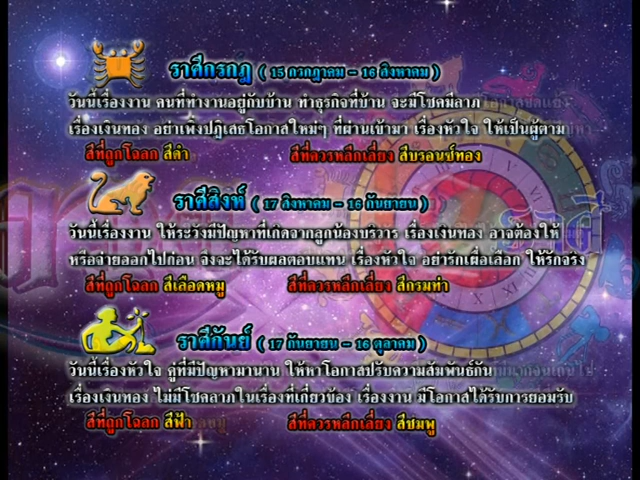 ราศีกรกฎ ( 15 กรกฎาคม - 16 สิงหาคม )
วันนี้เรื่องงาน คนที่ทำงานอยู่กับบ้าน ทำธุรกิจที่บ้าน จะมีโชคมีลาภ
เรื่องเงินทอง อย่าเพิ่งปฏิเสธโอกาสใหม่ๆ ที่ผ่านเข้ามา เรื่องหัวใจ ให้เป็นผู้ตาม
สีที่ถูกโฉลก สีดำ สีที่ควรหลีกเลี่ยง สีบรอนซ์ทอง
ราศีสิงห์ ( 17 สิงหาคม - 16 กันยายน )
วันนี้เรื่องงาน ให้ระวังมีปัญหาที่เกิดจากลูกน้องบริวาร เรื่องเงินทอง อาจต้องให้
หรือจ่ายออกไปก่อน จึงจะได้รับผลตอบแทน เรื่องหัวใจ อย่ารักเผื่อเลือก ให้รักจริง
สีที่ถูกโฉลก สีเลือดหมู สีที่ควรหลีกเลี่ยง สีกรมท่า
ราศีกันย์ ( 17 กันยายน - 16 ตุลาคม )
วันนี้เรื่องหัวใจ คู่ที่มีปัญหามานาน ให้หาโอกาสปรับความสัมพันธ์กัน
เรื่องเงินทอง ไม่มีโชคลาภในเรื่องที่เกี่ยวข้อง เรื่องงาน มีโอกาสได้รับการยอมรับ
สีที่ถูกโฉลก สีฟ้า สีที่ควรหลีกเลี่ยง สีชมพู